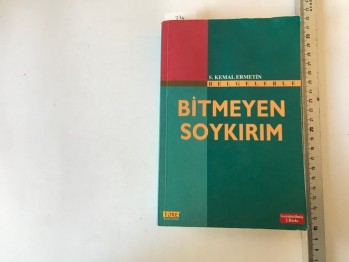 S. KEMAL ERMETİN
BELGELERLE
BİTMEYEN
SOYKIRIM